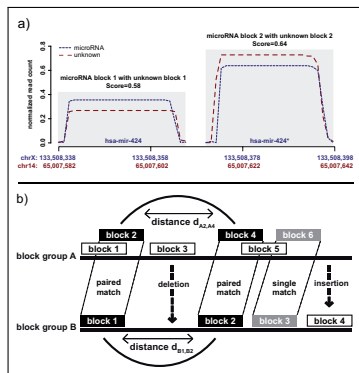 a)
microRNA
unknown
microRNA block 1 with unknown block 1
Score=0.58
microRNA block 2 with unknown block 2
Score=0.64
normalized read count
0.8
0.6
0.4
0.2
0.0
hsa-mir-424
hsa-mir-424*
chrX: 133,508,338 133,508,358 133,508,378 133,508,398
chr14: 65,007,582 65,007,602 65,007,622 65,007,642
b)
distance dA2,A4
block 2 block 4 block 6
block 1 block 3 block 5
block group A
paired match
deletion
paired match
single match
insertion
block group B
block 1 block 2 block 3 block 4
distance dB1,B2